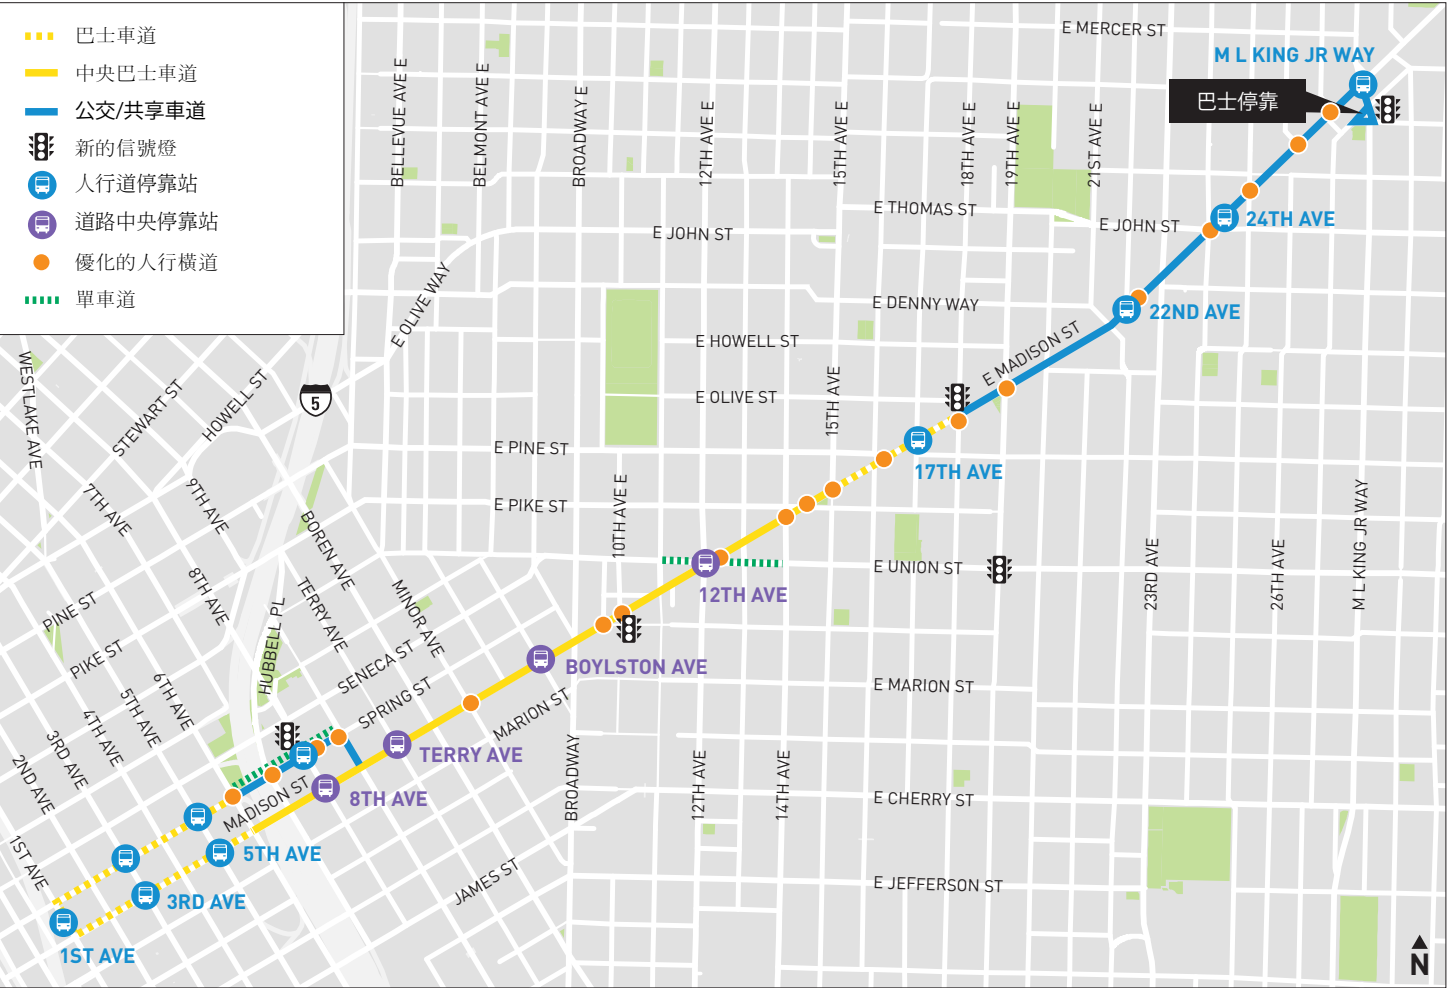 巴士車道
中央巴士車道
公交/共享車道
新的信號燈
人行道停靠站
道路中央停靠站
優化的人行橫道
單車道
E MERCER ST
M L KING JR WAY
巴士停靠
BELLEVUE AVE E
BELMONT AVE E
BROADWAY E
12TH AVE E
15TH AVE E
18TH AVE E
19TH AVE E
21ST AVE E
E THOMAS ST
E JOHN ST
E JOHN ST
24TH AVE
E OLIVE WAY
E DENNY WAY
22ND AVE
E HOWELL ST
E MADISON ST
WESTLAKE AVE
STEWART ST
HOWELL ST
5
E OLIVE ST
15TH AVE
E PINE ST
17TH AVE
7TH AVE
9TH AVE
E PIKE ST
10TH AVE E
BOREN AVE
M L KING JR WAY
8TH AVE
TERRY AVE
MINOR AVE
12TH AVE
E UNION ST
23RD AVE
26TH AVE
PINE ST
PIKE ST
HUBBELL PL
SENECA ST
SPRING ST
BOYLSTON AVE
E MARION ST
6TH AVE
5TH AVE
4TH AVE
3RD AVE
2ND AVE
1ST AVE
MARION ST
TERRY AVE
8TH AVE
MADISON ST
BROADWAY
12TH AVE
14TH AVE
E CHERRY ST
5TH AVE
JAMES ST
E JEFFERSON ST
3RD AVE
1ST AVE
N